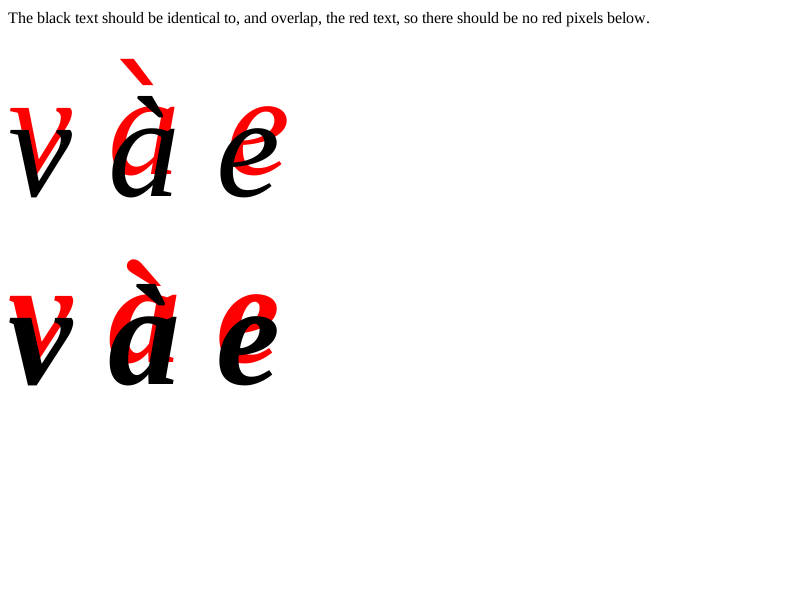 The black text should be identical to, and overlap, the red text, so there should be no red pixels below.
v à e
v à e
v à e
v à e